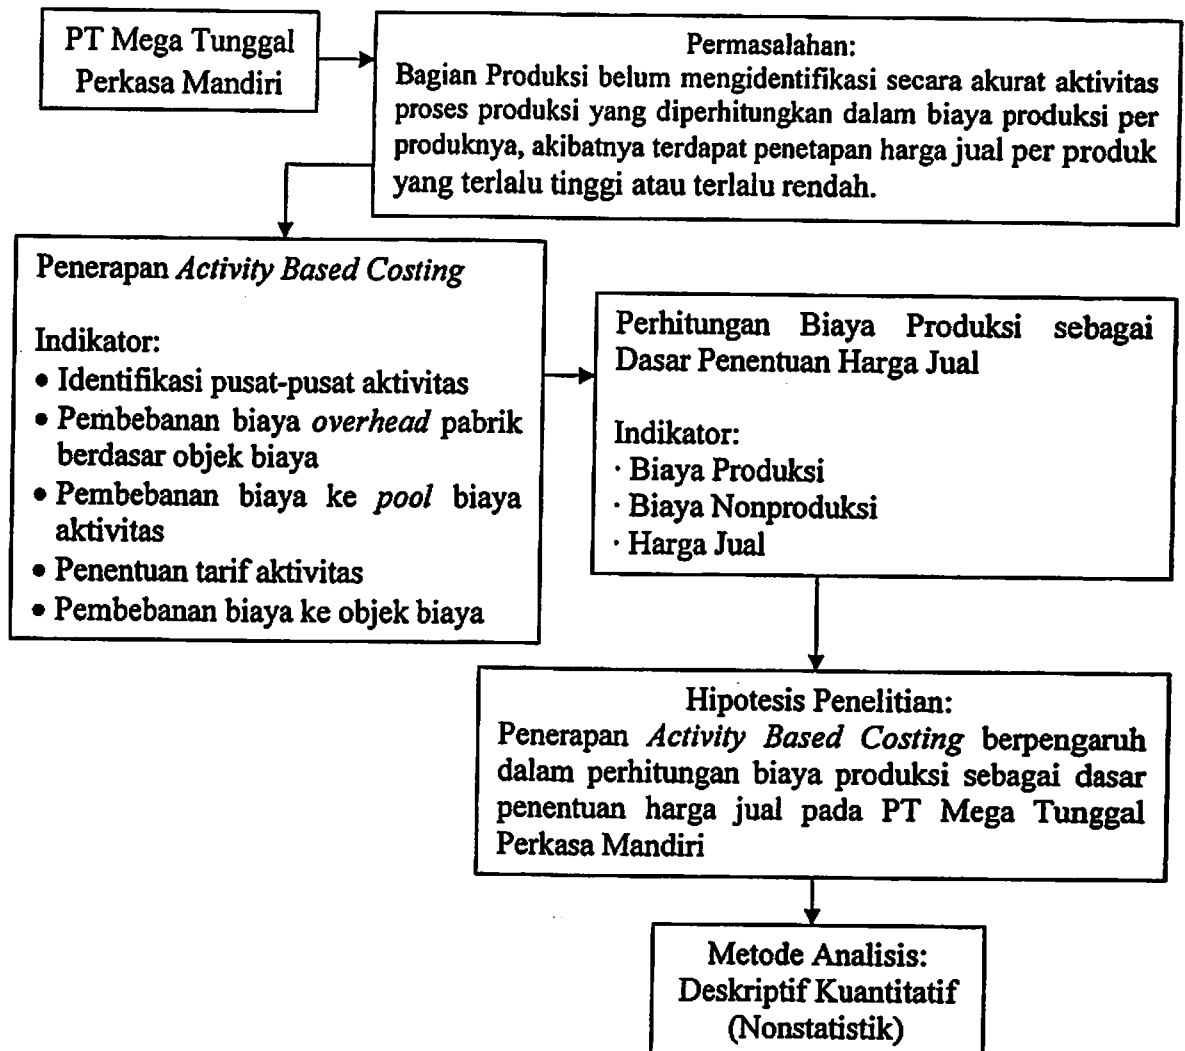 PT Mega Tunggal
Perkasa Mandiri
Permasalahan:
Bagian Produksi belum mengidentifikasi secara akurat aktivitas
proses produksi yang diperhitungkan dalam biaya produksi per
produknya, akibatnya terdapat penetapan harga jual per produk
yang terlalu tinggi atau terlalu rendah.
Penerapan Activity Based Costing
Indikator:
• Identifikasi pusat-pusat aktivitas
• Pembebanan biaya overhead pabrik
berdasar objek biaya
• Pembebanan biaya ke pool biaya
aktivitas
• Penentuan tarif aktivitas
• Pembebanan biaya ke objek biaya
Perhitungan Biaya Produksi sebagai
Dasar Penentuan Harga Jual
Indikator:
· Biaya Produksi
· Biaya Nonproduksi
· Harga Jual
Hipotesis Penelitian:
Penerapan Activity Based Costing berpengaruh
dalam perhitungan biaya produksi sebagai dasar
penentuan harga jual pada PT Mega Tunggal
Perkasa Mandiri
Metode Analisis:
Deskriptif Kuantitatif
(Nonstatistik)